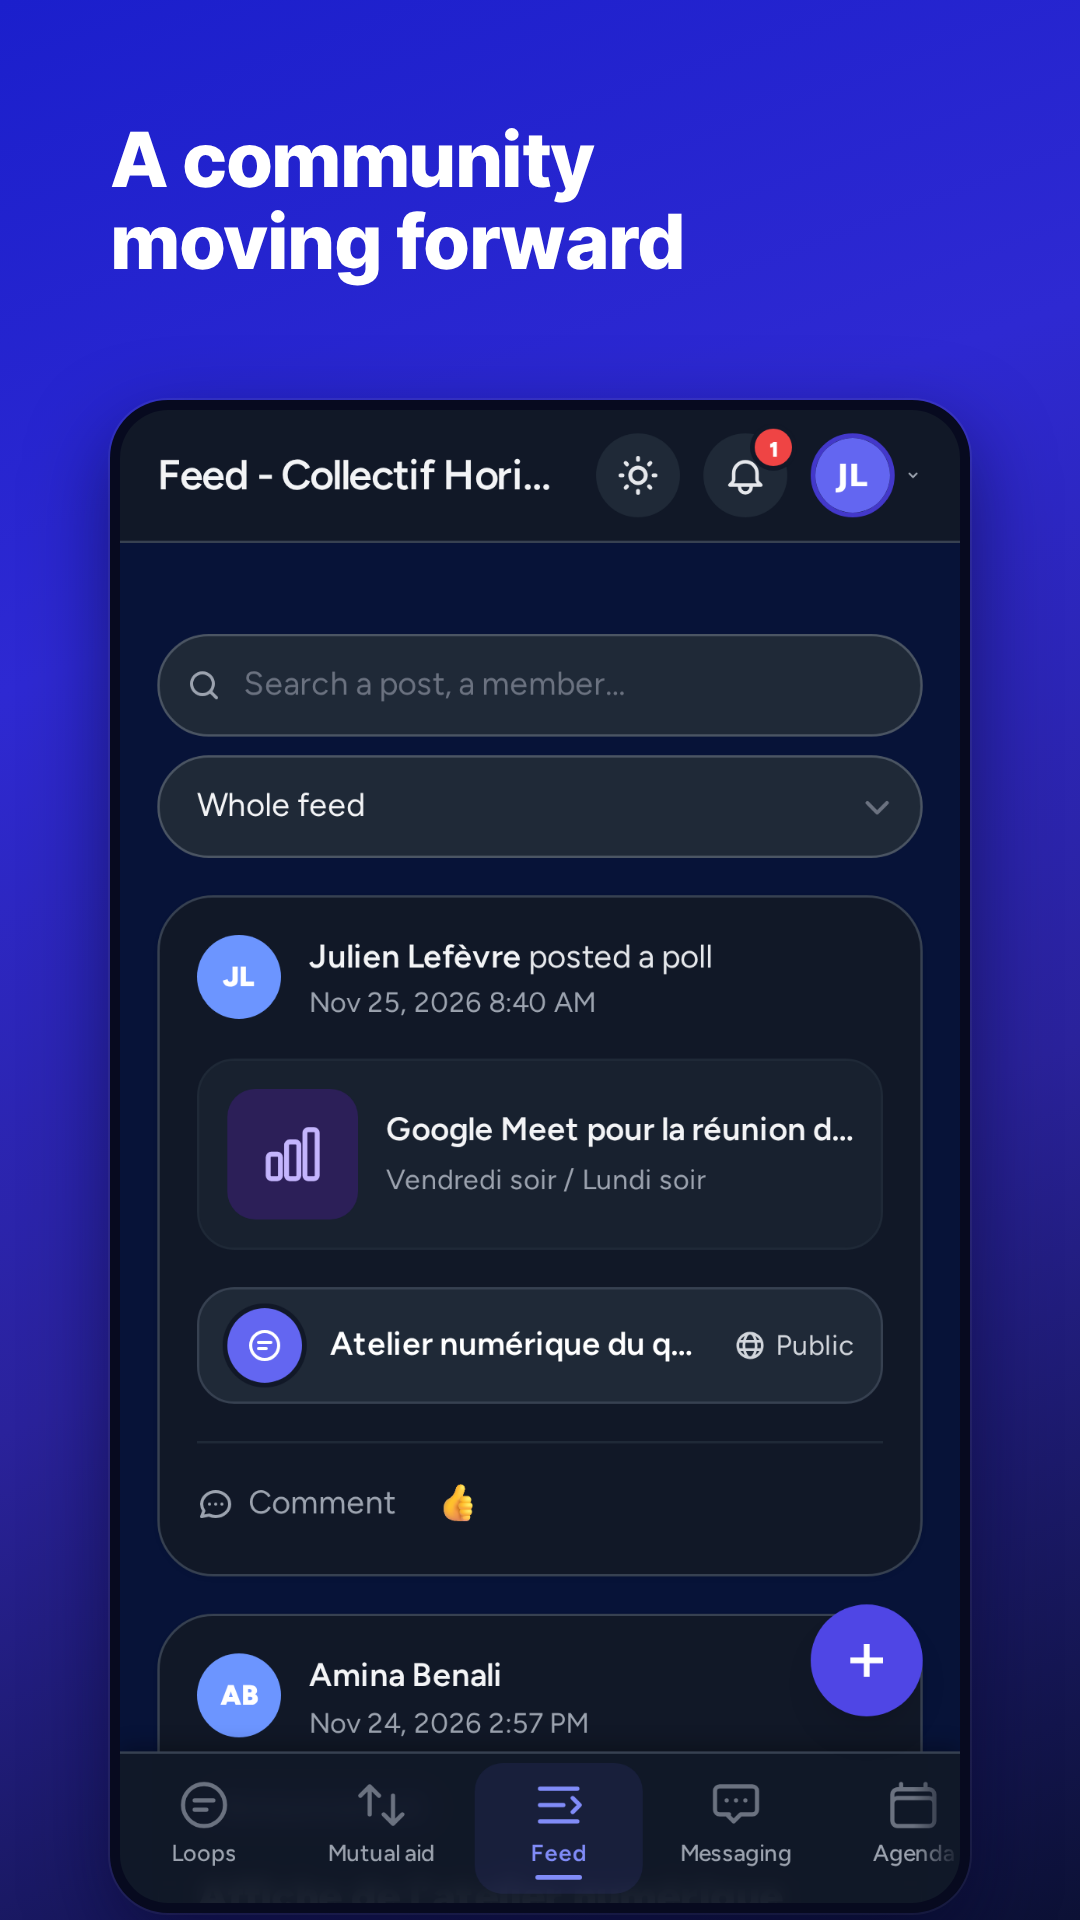 A community
moving forward
Feed - Collectif Hori...
1
JL
Search a post, a member...
Whole feed
JL
Julien Lefèvre posted a poll
Nov 25, 2026 8:40 AM
Google Meet pour la réunion d...
Vendredi soir / Lundi soir
Atelier numérique du q...
Public
Comment
AB
Amina Benali
Nov 24, 2026 2:57 PM
Loops
Mutual aid
Feed
Messaging
Agenda